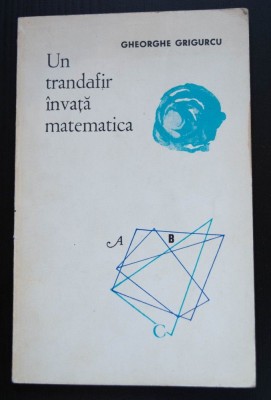 GHEORGHE GRIGURCU
Un
trandafir
învață
matematica
A
B
C